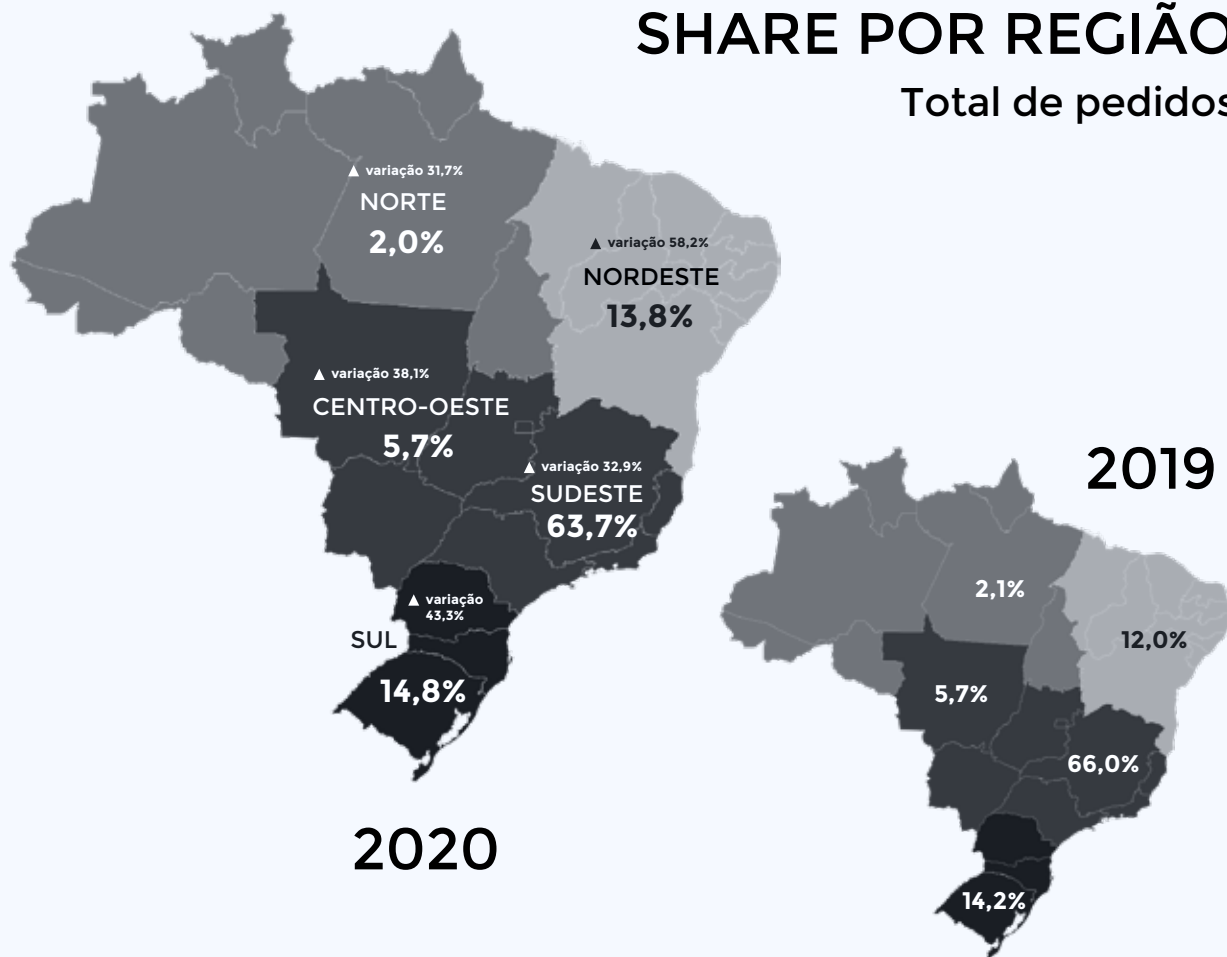 SHARE POR REGIÃO
Total de pedidos
▲ variação 31,7%
NORTE
2,0%
▲ variação 58,2%
NORDESTE
13,8%
▲ variação 38,1%
CENTRO-OESTE
5,7%
▲ variação 32,9%
SUDESTE
63,7%
▲ variação
43,3%
SUL
14,8%
2020
2019
2,1%
12,0%
5,7%
66,0%
14,2%